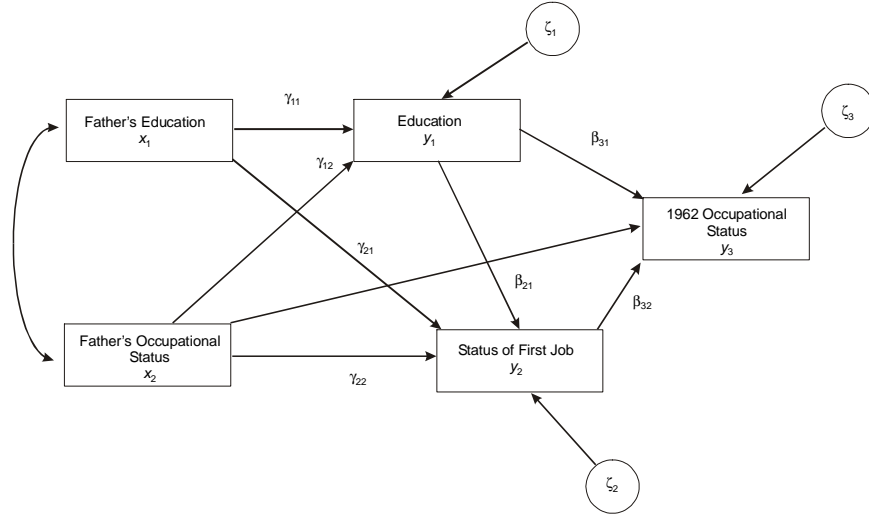 ζ1
γ11
Father's Education
x1
Education
y1
ζ3
β31
γ12
1962 Occupational
Status
y3
γ21
β21
β32
Father's Occupational
Status
x2
Status of First Job
y2
γ22
ζ2